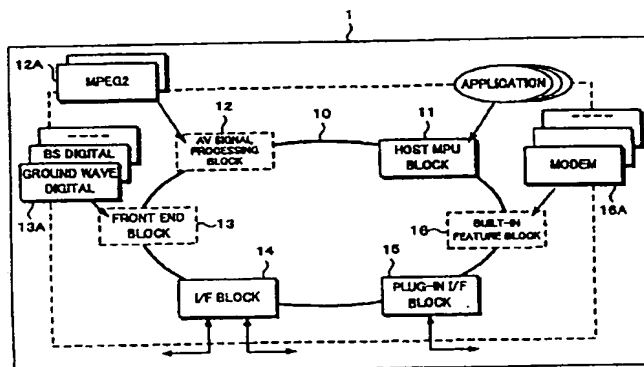 1
12A
MPEG2
APPLICATION
12
10
11
AV SIGNAL
PROCESSING
BLOCK
HOST MPU
BLOCK
BS DIGITAL
GROUND WAVE
DIGITAL
MODEM
13A
FRONT END
BLOCK
13
16
BUILT-IN
FEATURE BLOCK
16A
14
15
I/F BLOCK
PLUG-IN I/F
BLOCK